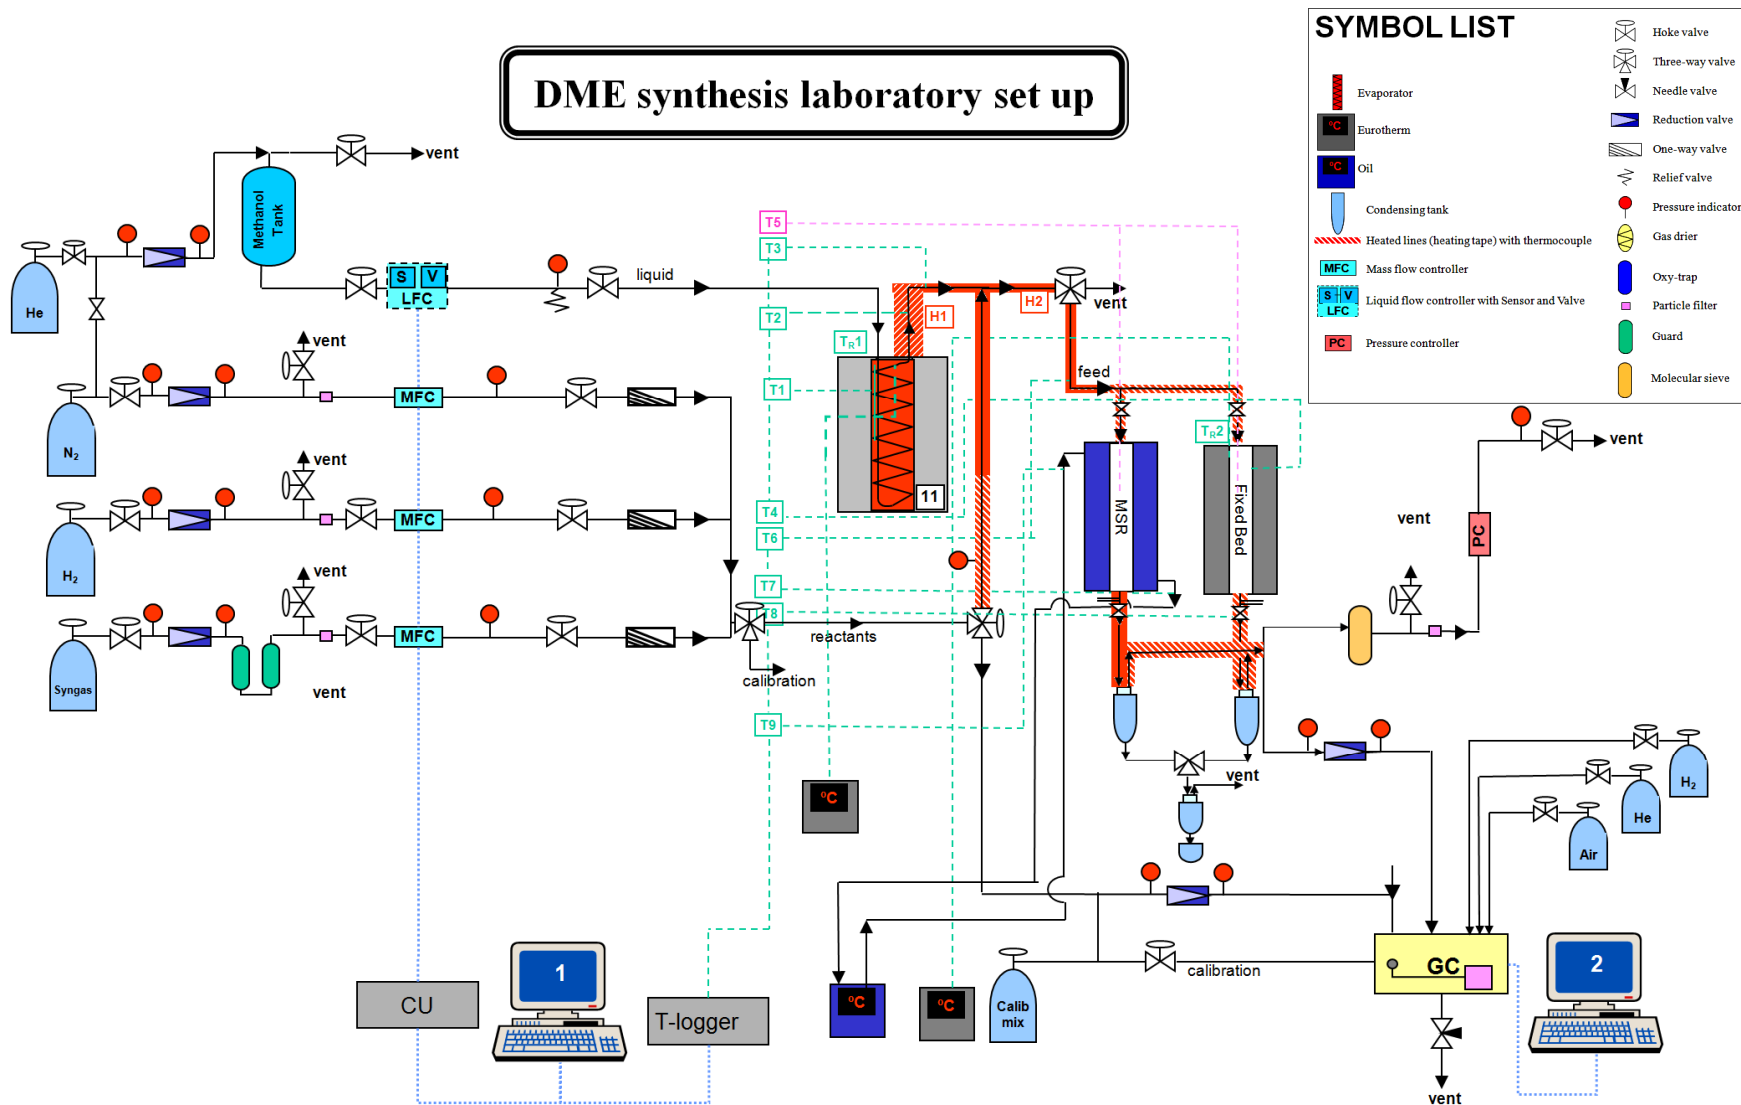 DME synthesis laboratory set up
SYMBOL LIST
Evaporator
ºC
Eurotherm
ºC
Oil
Condensing tank
Heated lines (heating tape) with thermocouple
MFC
Mass flow controller
S V
LFC
Liquid flow controller with Sensor and Valve
PC
Pressure controller
Hoke valve
Three-way valve
Needle valve
Reduction valve
One-way valve
Relief valve
Pressure indicator
Gas drier
Oxy-trap
Particle filter
Guard
Molecular sieve
vent
Methanol
Tank
He
S V
LFC
liquid
T5
T3
T2
H1
H2
vent
TR1
T1
feed
vent
MFC
N2
11
TR2
MSR
Fixed Bed
vent
MFC
H2
T4
T6
T7
T8
vent
MFC
Syngas
vent
reactants
calibration
T9
vent
vent
PC
vent
H2
He
Air
ºC
ºC
ºC
Calib
mix
calibration
GC
vent
CU
1
T-logger
2